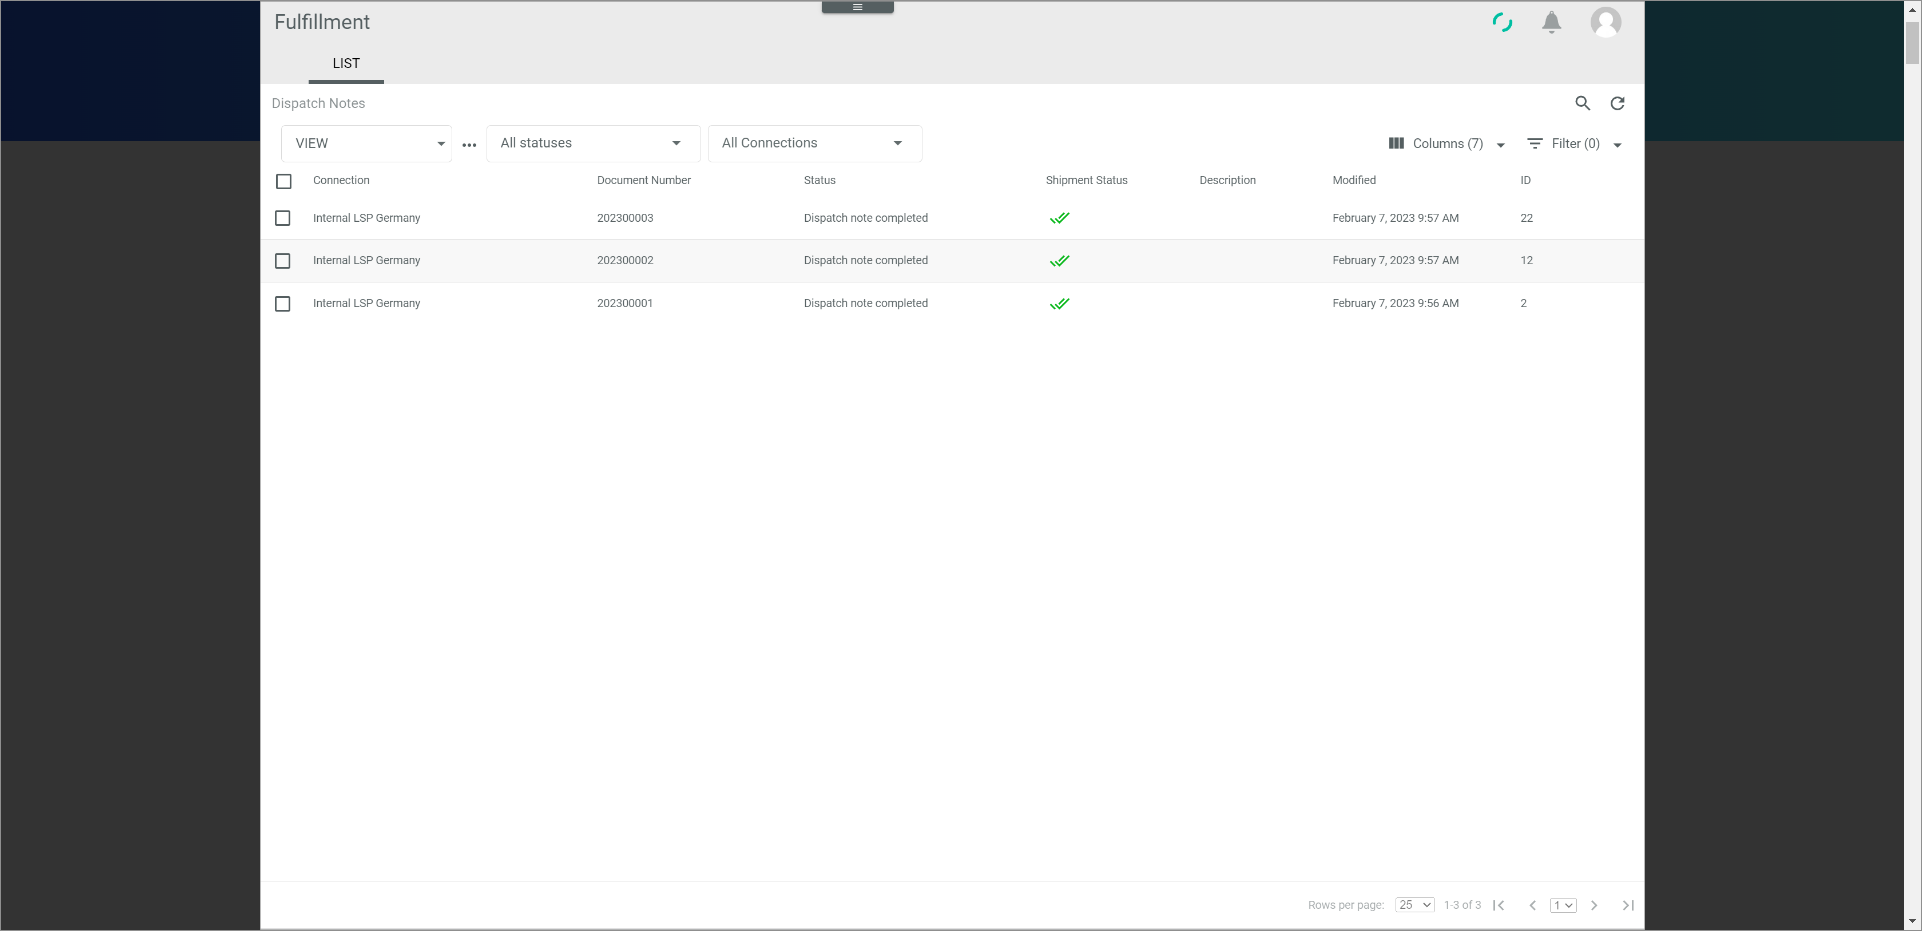 Fulfillment
LIST
Dispatch Notes
VIEW ... All statuses All Connections Columns (7) Filter (0)
Connection Document Number Status Shipment Status Description Modified ID
Internal LSP Germany 202300003 Dispatch note completed February 7, 2023 9:57 AM 22
Internal LSP Germany 202300002 Dispatch note completed February 7, 2023 9:57 AM 12
Internal LSP Germany 202300001 Dispatch note completed February 7, 2023 9:56 AM 2
Rows per page: 25 1-3 of 3 1